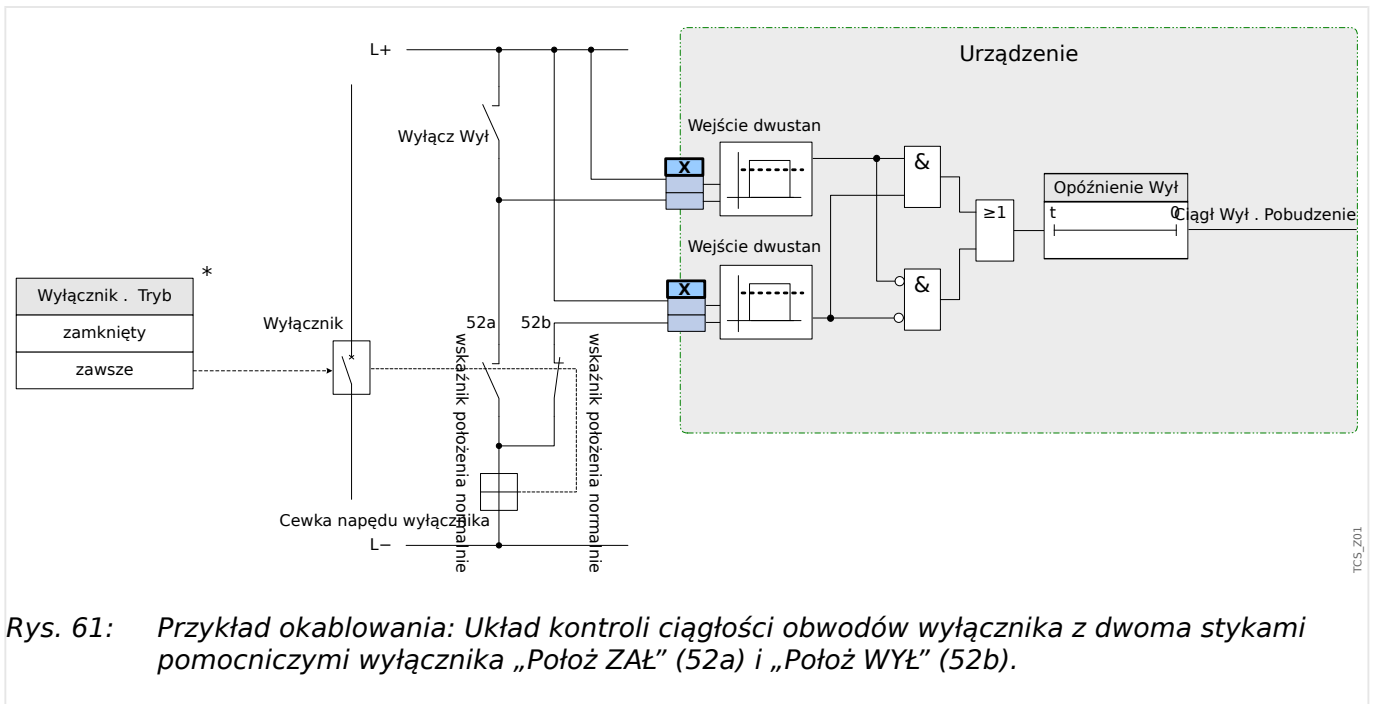 L+
Urządzenie
Wyłącz Wył
Wejście dwustan
X
&
Opóźnienie Wył
t
0
Ciągł Wył . Pobudzenie
≥1
Wejście dwustan
X
&
*
Wyłącznik . Tryb
zamknięty
zawsze
Wyłącznik
52a
52b
wskaźnik położenia normalnie
wskaźnik położenia normalnie
Cewka napędu wyłącznika
L−
TCS_Z01
Rys. 61: Przykład okablowania: Układ kontroli ciągłości obwodów wyłącznika z dwoma stykami
pomocniczymi wyłącznika „Położ ZAŁ” (52a) i „Położ WYŁ” (52b).